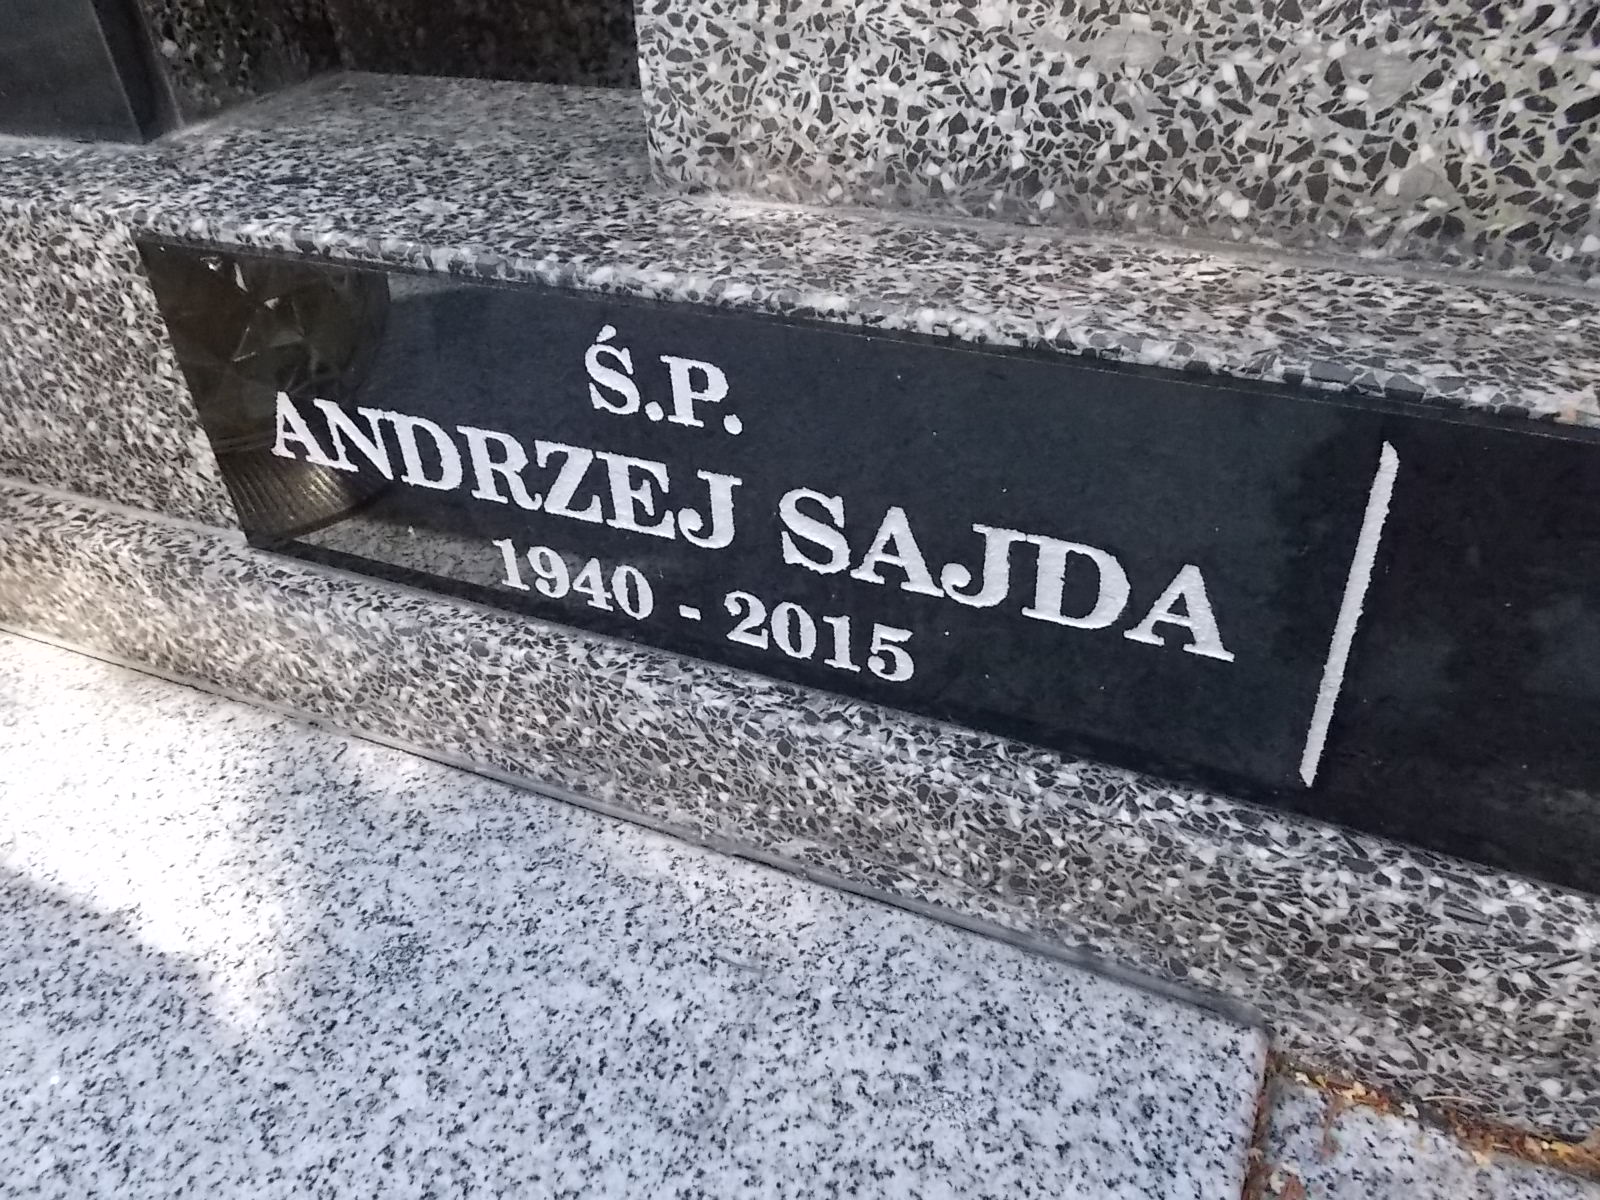 Ś.P.
ANDRZEJ SAJDA
1940 - 2015